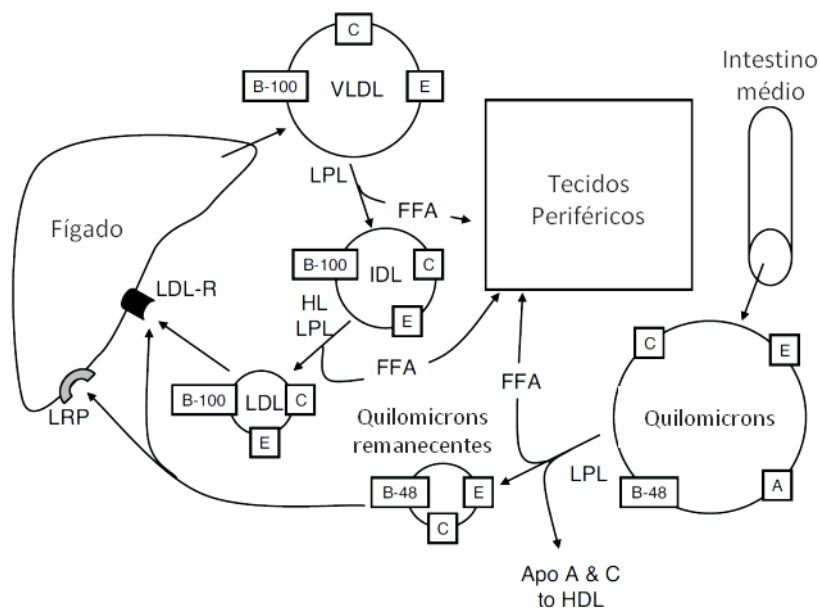 C
B-100
VLDL
E
LPL
FFA
Tecidos
Periféricos
Intestino
médio
Fígado
LDL-R
LRP
B-100
IDL
C
E
HL
LPL
FFA
B-100
LDL
C
E
Quilomicrons
remanecentes
B-48
E
C
FFA
LPL
C
E
Quilomicrons
B-48
A
Apo A & C
to HDL